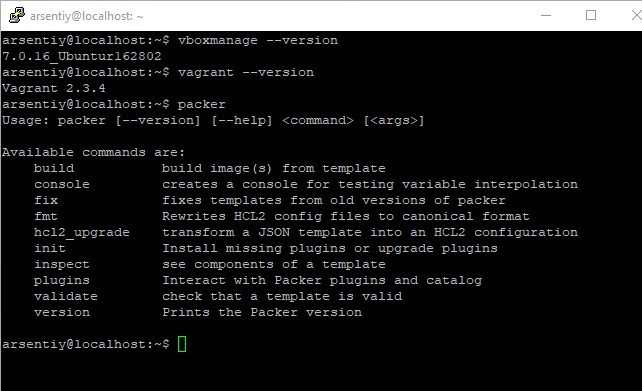 arsentiy@localhost: ~
arsentiy@localhost:~$ vboxmanage --version
7.0.16_Ubuntur162802
arsentiy@localhost:~$ vagrant --version
Vagrant 2.3.4
arsentiy@localhost:~$ packer
Usage: packer [--version] [--help] <command> [<args>]

Available commands are:
    build           build image(s) from template
    console         creates a console for testing variable interpolation
    fix             fixes templates from old versions of packer
    fmt             Rewrites HCL2 config files to canonical format
    hcl2_upgrade    transform a JSON template into an HCL2 configuration
    init            Install missing plugins or upgrade plugins
    inspect         see components of a template
    plugins         Interact with Packer plugins and catalog
    validate        check that a template is valid
    version         Prints the Packer version

arsentiy@localhost:~$